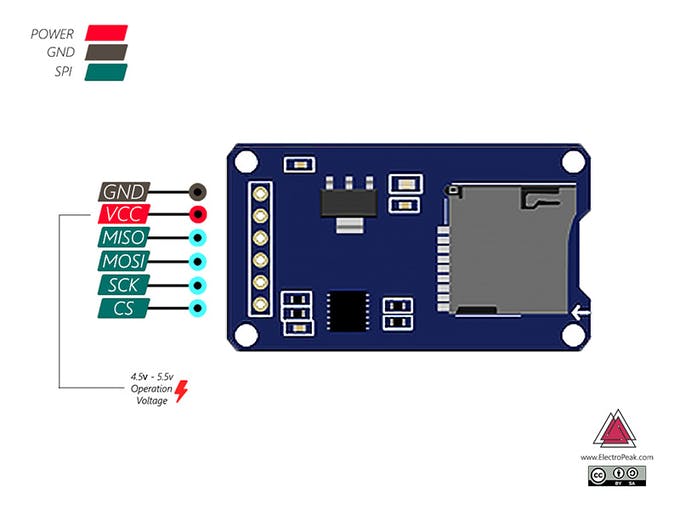 POWER
GND
SPI
GND
VCC
MISO
MOSI
SCK
CS
4.5v - 5.5v
Operation
Voltage
www.ElectroPeak.com
cc
BY SA